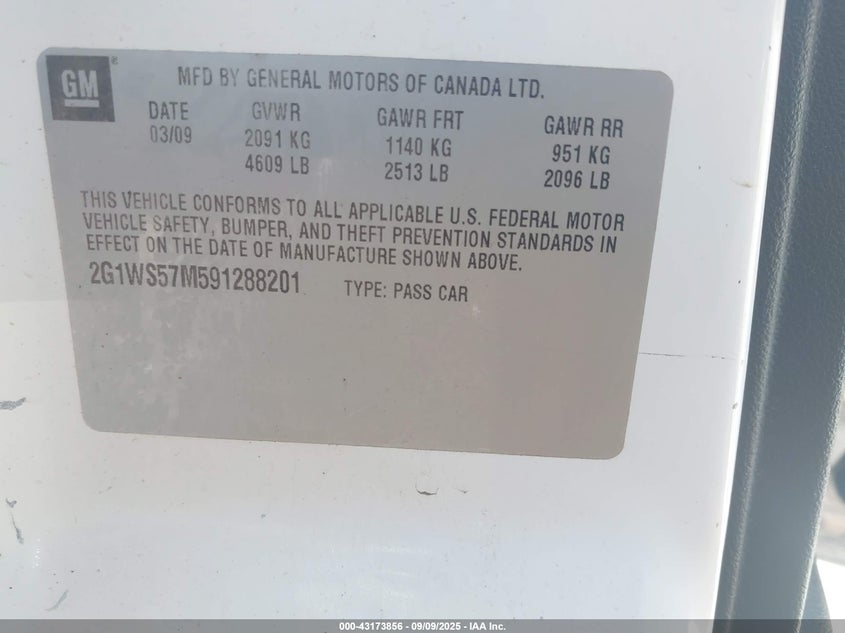 GM
MFD BY GENERAL MOTORS OF CANADA LTD.
DATE GVWR GAWR FRT GAWR RR
03/09 2091 KG 1140 KG 951 KG
4609 LB 2513 LB 2096 LB
THIS VEHICLE CONFORMS TO ALL APPLICABLE U.S. FEDERAL MOTOR
VEHICLE SAFETY, BUMPER, AND THEFT PREVENTION STANDARDS IN
EFFECT ON THE DATE OF MANUFACTURE SHOWN ABOVE.
2G1WS57M591288201 TYPE: PASS CAR
000-43173856 - 09/09/2025 - IAA Inc.